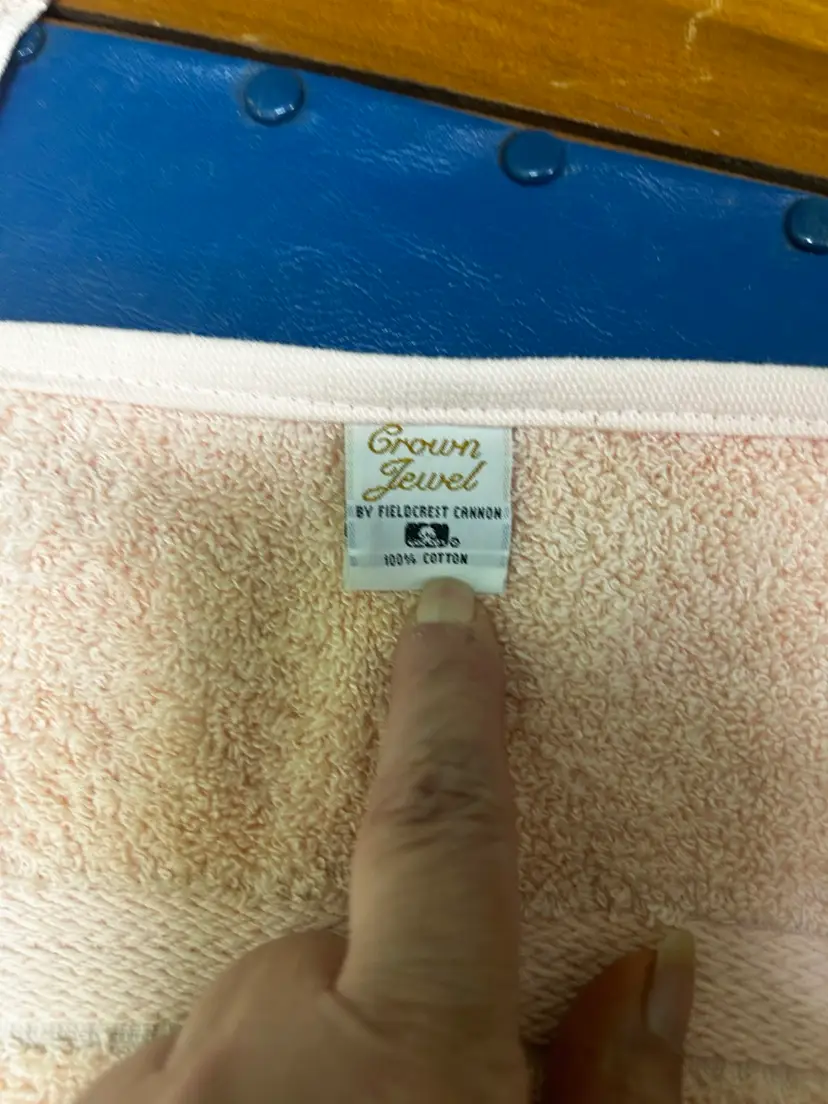 Crown
Jewel
BY FIELDCREST CANNON
100% COTTON